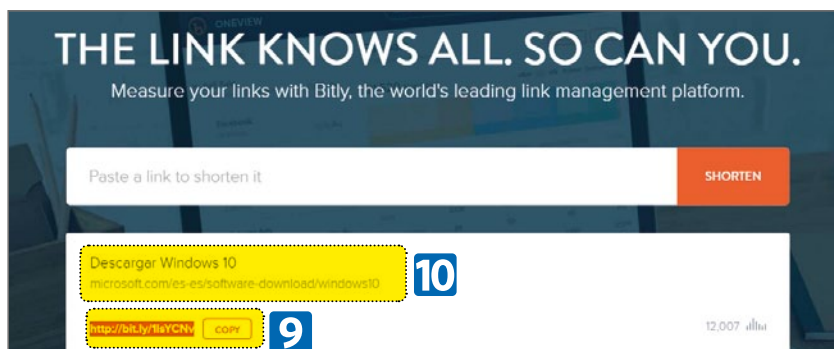 ONEVIEW
THE LINK KNOWS ALL. SO CAN YOU.
Measure your links with Bitly, the world's leading link management platform.
Paste a link to shorten it
SHORTEN
Descargar Windows 10
microsoft.com/es-es/software-download/windows10
10
http://bit.ly/1lsYCNv COPY
9
12,007